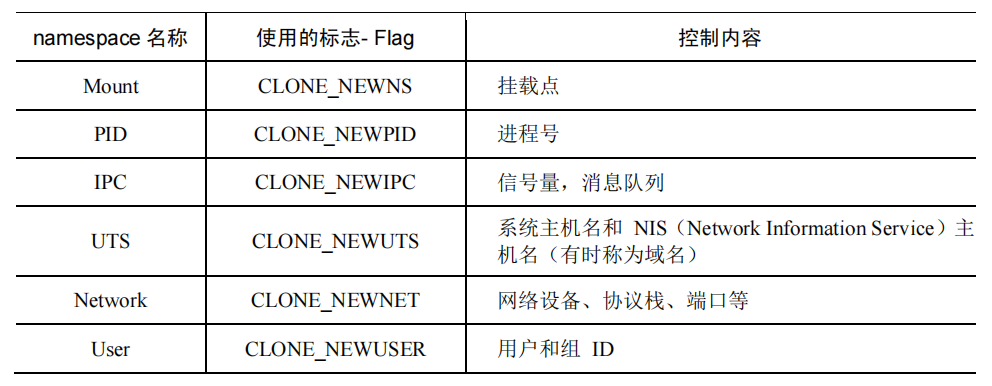 namespace 名称 使用的标志- Flag 控制内容
Mount CLONE_NEWNS 挂载点
PID CLONE_NEWPID 进程号
IPC CLONE_NEWIPC 信号量，消息队列
UTS CLONE_NEWUTS 系统主机名和 NIS（Network Information Service）主
机名（有时称为域名）
Network CLONE_NEWNET 网络设备、协议栈、端口等
User CLONE_NEWUSER 用户和组 ID